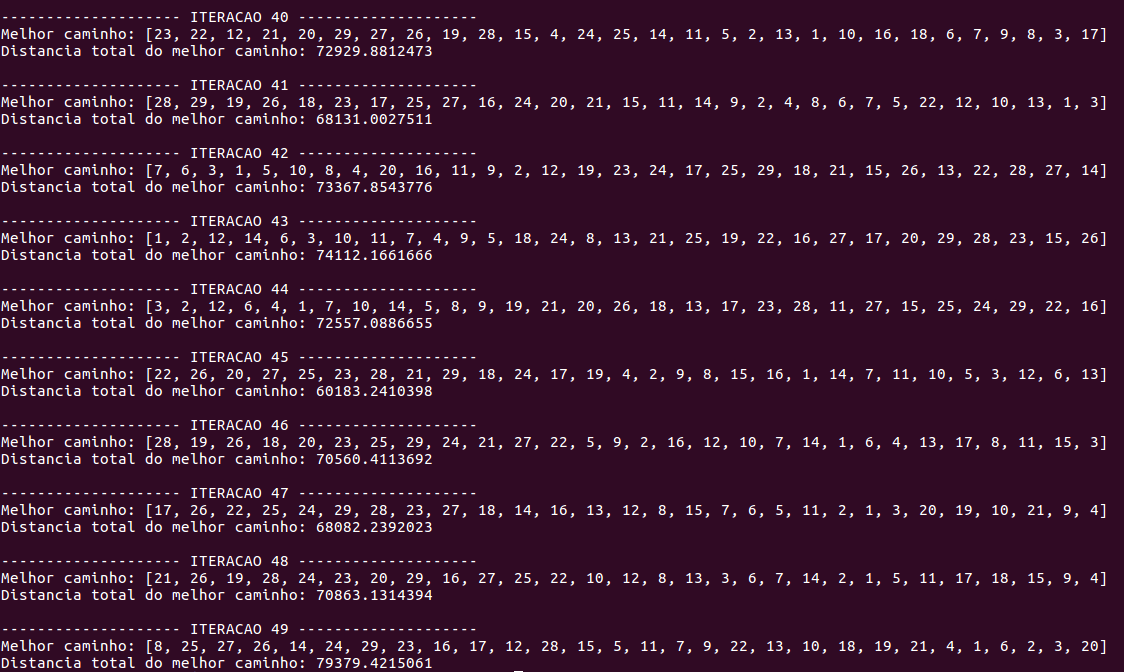 -------------------- ITERACAO 40 --------------------
Melhor caminho: [23, 22, 12, 21, 20, 29, 27, 26, 19, 28, 15, 4, 24, 25, 14, 11, 5, 2, 13, 1, 10, 16, 18, 6, 7, 9, 8, 3, 17]
Distancia total do melhor caminho: 72929.8812473
-------------------- ITERACAO 41 --------------------
Melhor caminho: [28, 29, 19, 26, 18, 23, 17, 25, 27, 16, 24, 20, 21, 15, 11, 14, 9, 2, 4, 8, 6, 7, 5, 22, 12, 10, 13, 1, 3]
Distancia total do melhor caminho: 68131.0027511
-------------------- ITERACAO 42 --------------------
Melhor caminho: [7, 6, 3, 1, 5, 10, 8, 4, 20, 16, 11, 9, 2, 12, 19, 23, 24, 17, 25, 29, 18, 21, 15, 26, 13, 22, 28, 27, 14]
Distancia total do melhor caminho: 73367.8543776
-------------------- ITERACAO 43 --------------------
Melhor caminho: [1, 2, 12, 14, 6, 3, 10, 11, 7, 4, 9, 5, 18, 24, 8, 13, 21, 25, 19, 22, 16, 27, 17, 20, 29, 28, 23, 15, 26]
Distancia total do melhor caminho: 74112.1661666
-------------------- ITERACAO 44 --------------------
Melhor caminho: [3, 2, 12, 6, 4, 1, 7, 10, 14, 5, 8, 9, 19, 21, 20, 26, 18, 13, 17, 23, 28, 11, 27, 15, 25, 24, 29, 22, 16]
Distancia total do melhor caminho: 72557.0886655
-------------------- ITERACAO 45 --------------------
Melhor caminho: [22, 26, 20, 27, 25, 23, 28, 21, 29, 18, 24, 17, 19, 4, 2, 9, 8, 15, 16, 1, 14, 7, 11, 10, 5, 3, 12, 6, 13]
Distancia total do melhor caminho: 60183.2410398
-------------------- ITERACAO 46 --------------------
Melhor caminho: [28, 19, 26, 18, 20, 23, 25, 29, 24, 21, 27, 22, 5, 9, 2, 16, 12, 10, 7, 14, 1, 6, 4, 13, 17, 8, 11, 15, 3]
Distancia total do melhor caminho: 70560.4113692
-------------------- ITERACAO 47 --------------------
Melhor caminho: [17, 26, 22, 25, 24, 29, 28, 23, 27, 18, 14, 16, 13, 12, 8, 15, 7, 6, 5, 11, 2, 1, 3, 20, 19, 10, 21, 9, 4]
Distancia total do melhor caminho: 68082.2392023
-------------------- ITERACAO 48 --------------------
Melhor caminho: [21, 26, 19, 28, 24, 23, 20, 29, 16, 27, 25, 22, 10, 12, 8, 13, 3, 6, 7, 14, 2, 1, 5, 11, 17, 18, 15, 9, 4]
Distancia total do melhor caminho: 70863.1314394
-------------------- ITERACAO 49 --------------------
Melhor caminho: [8, 25, 27, 26, 14, 24, 29, 23, 16, 17, 12, 28, 15, 5, 11, 7, 9, 22, 13, 10, 18, 19, 21, 4, 1, 6, 2, 3, 20]
Distancia total do melhor caminho: 79379.4215061